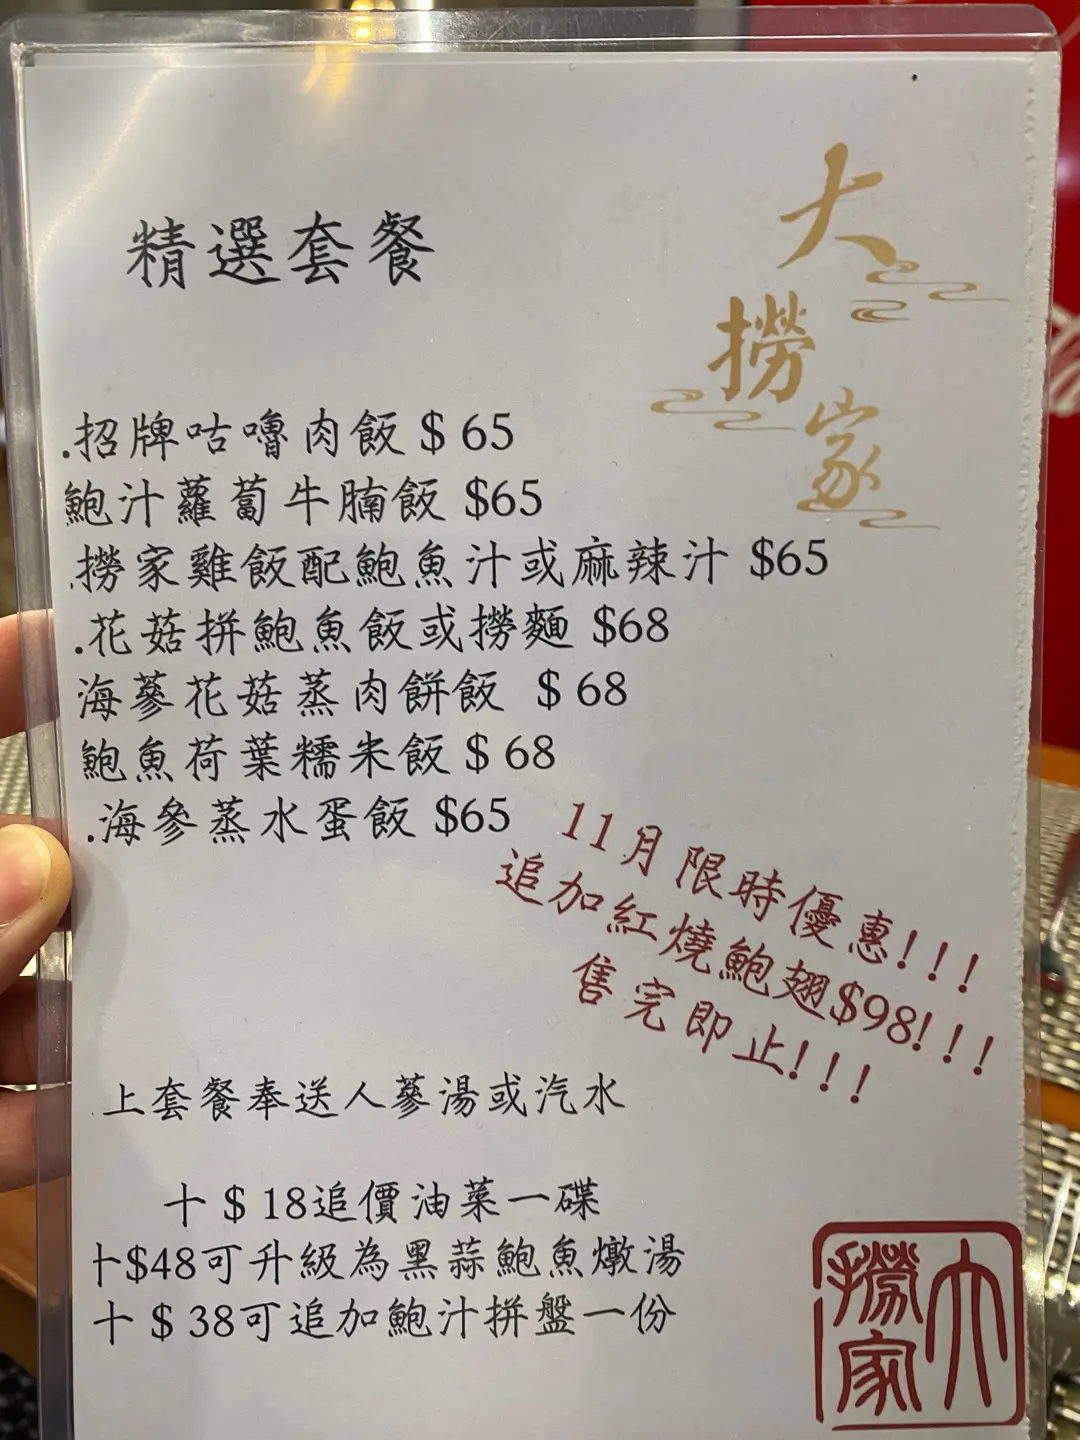 大撈家
精選套餐
.招牌咕嚕肉飯 $ 65
鮑汁蘿蔔牛腩飯 $65
.撈家雞飯配鮑魚汁或麻辣汁 $65
.花菇拼鮑魚飯或撈麵 $68
海蔘花菇蒸肉餅飯 $ 68
鮑魚荷葉糯米飯 $ 68
.海參蒸水蛋飯 $65
11月限時優惠!!!
追加紅燒鮑翅$98!!!
售完即止!!!
上套餐奉送人蔘湯或汽水
十 $ 18追價油菜一碟
十$48可升級為黑蒜鮑魚燉湯
十 $ 38可追加鮑汁拼盤一份
大撈家